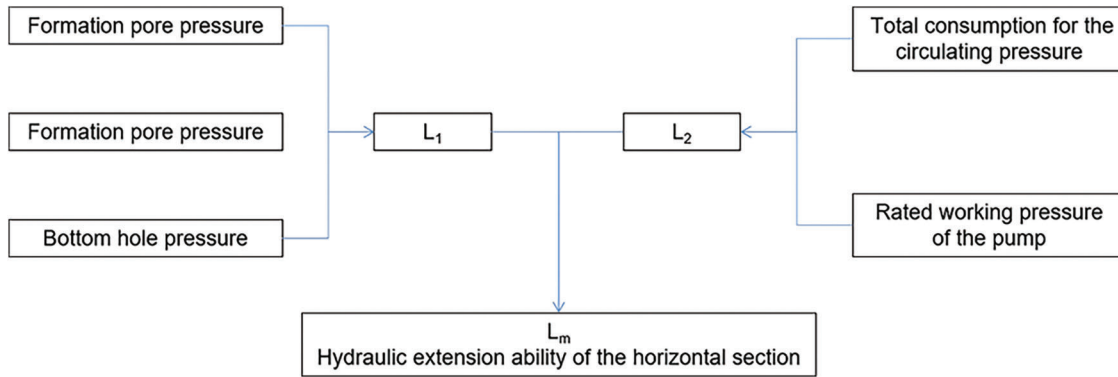 Formation pore pressure
Formation pore pressure
Bottom hole pressure
L₁
L₂
Total consumption for the
circulating pressure
Rated working pressure
of the pump
Lₘ
Hydraulic extension ability of the horizontal section